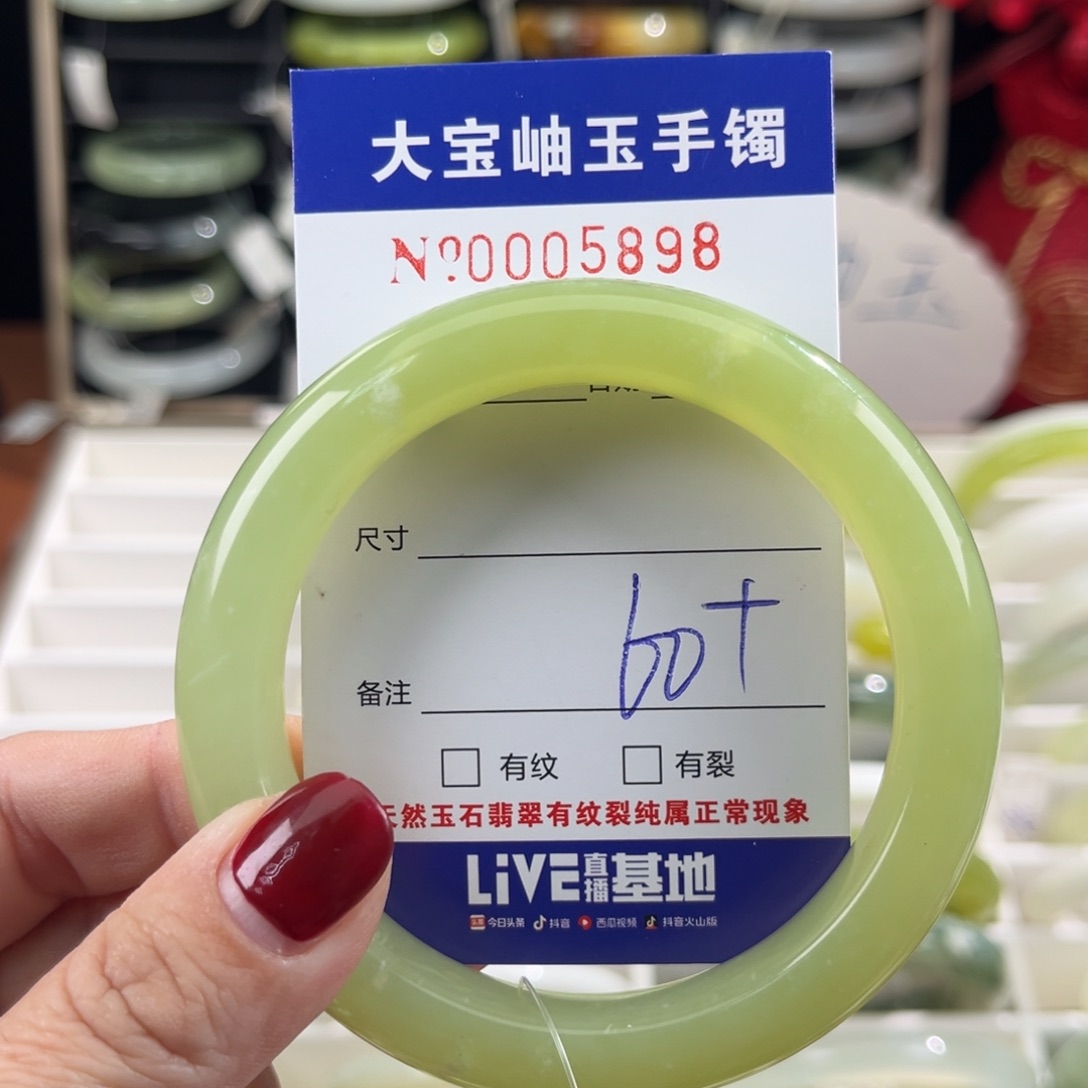 大宝岫玉手镯
Nº0005898
尺寸
60+
备注
有纹 有裂
然玉石翡翠有纹裂纯属正常现象
LiVE直播基地
今日头条 抖音 西瓜视频 抖音火山版